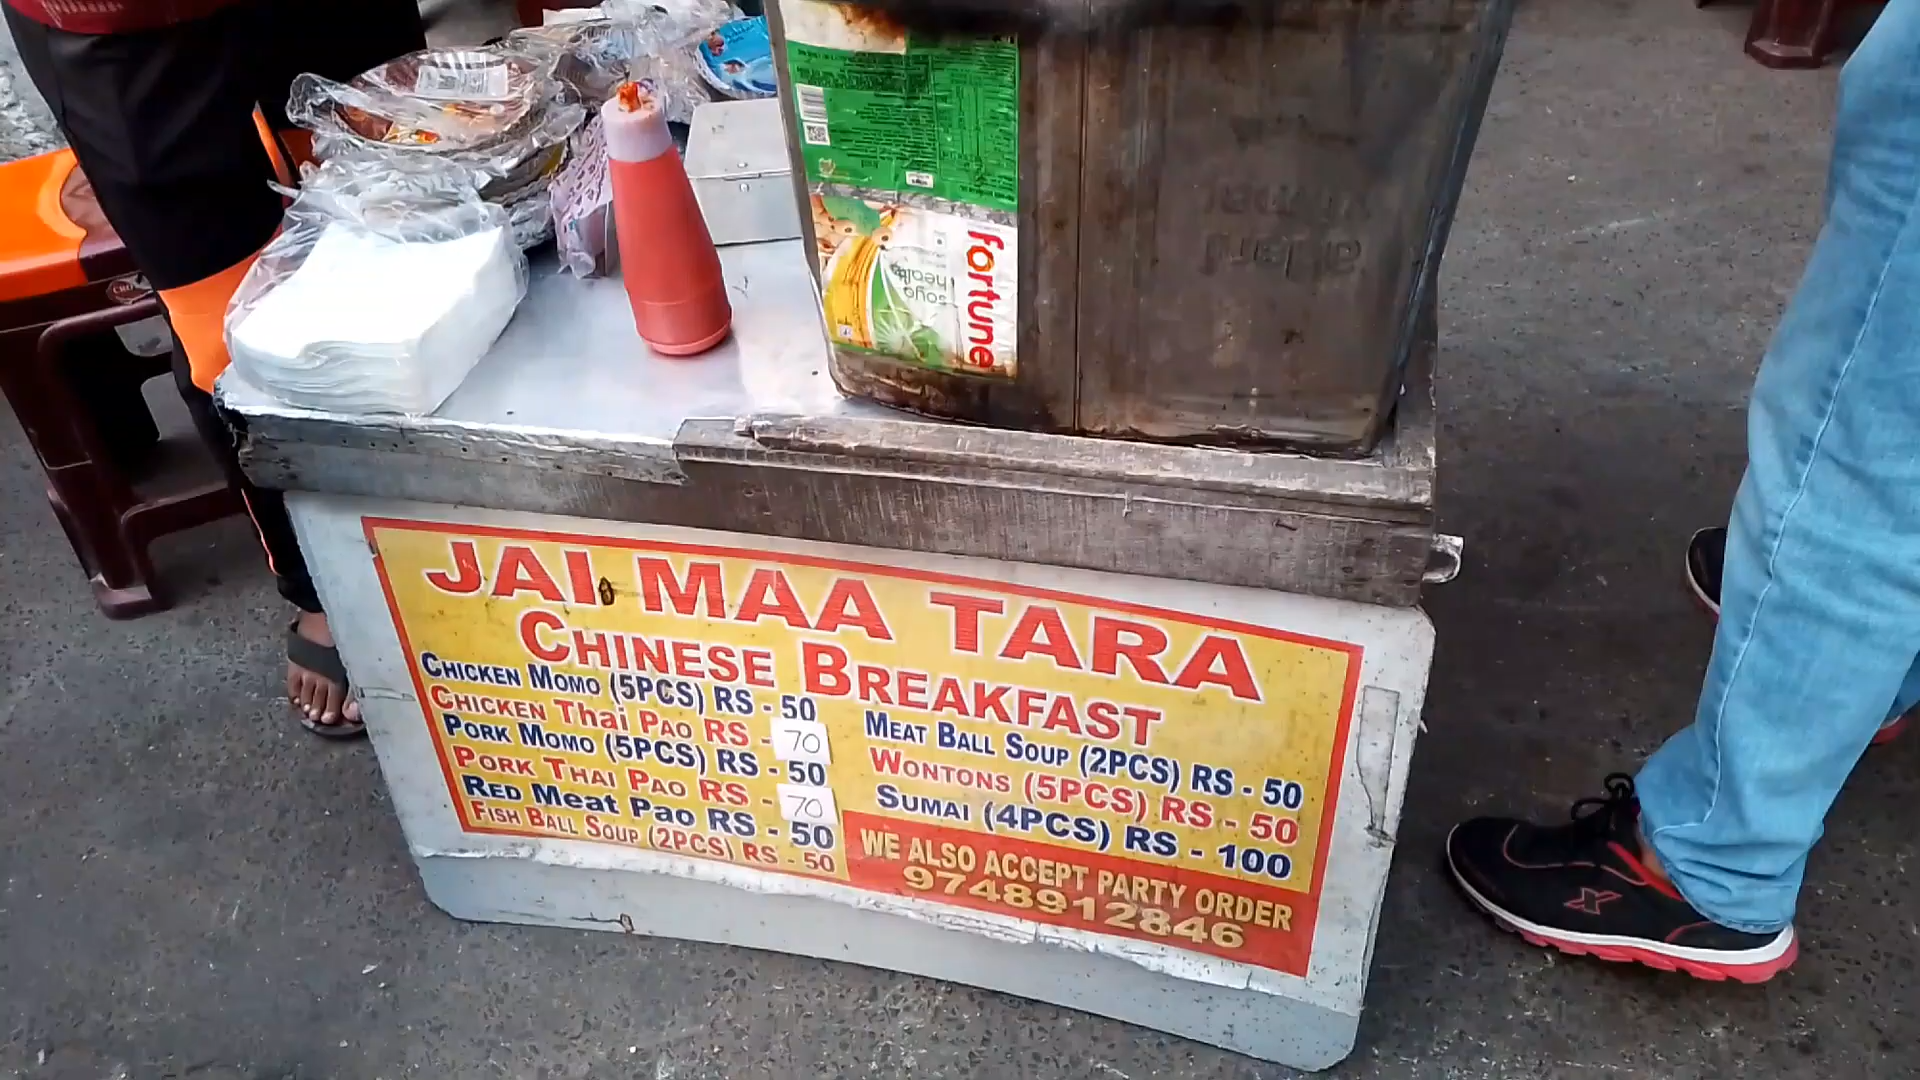 fortune
soya
health
JAI MAA TARA
CHINESE BREAKFAST
CHICKEN MOMO (5PCS) RS - 50
CHICKEN Thai PAO RS - 70
PORK MOMO (5PCS) RS - 50
PORK THAI PAO RS - 70
RED Meat Pao RS - 50
FISH BALL SOUP (2PCS) RS - 50
MEAT BALL SOUP (2PCS) RS - 50
WONTONS (5PCS) RS - 50
SUMAI (4PCS) RS - 100
WE ALSO ACCEPT PARTY ORDER
9748912846